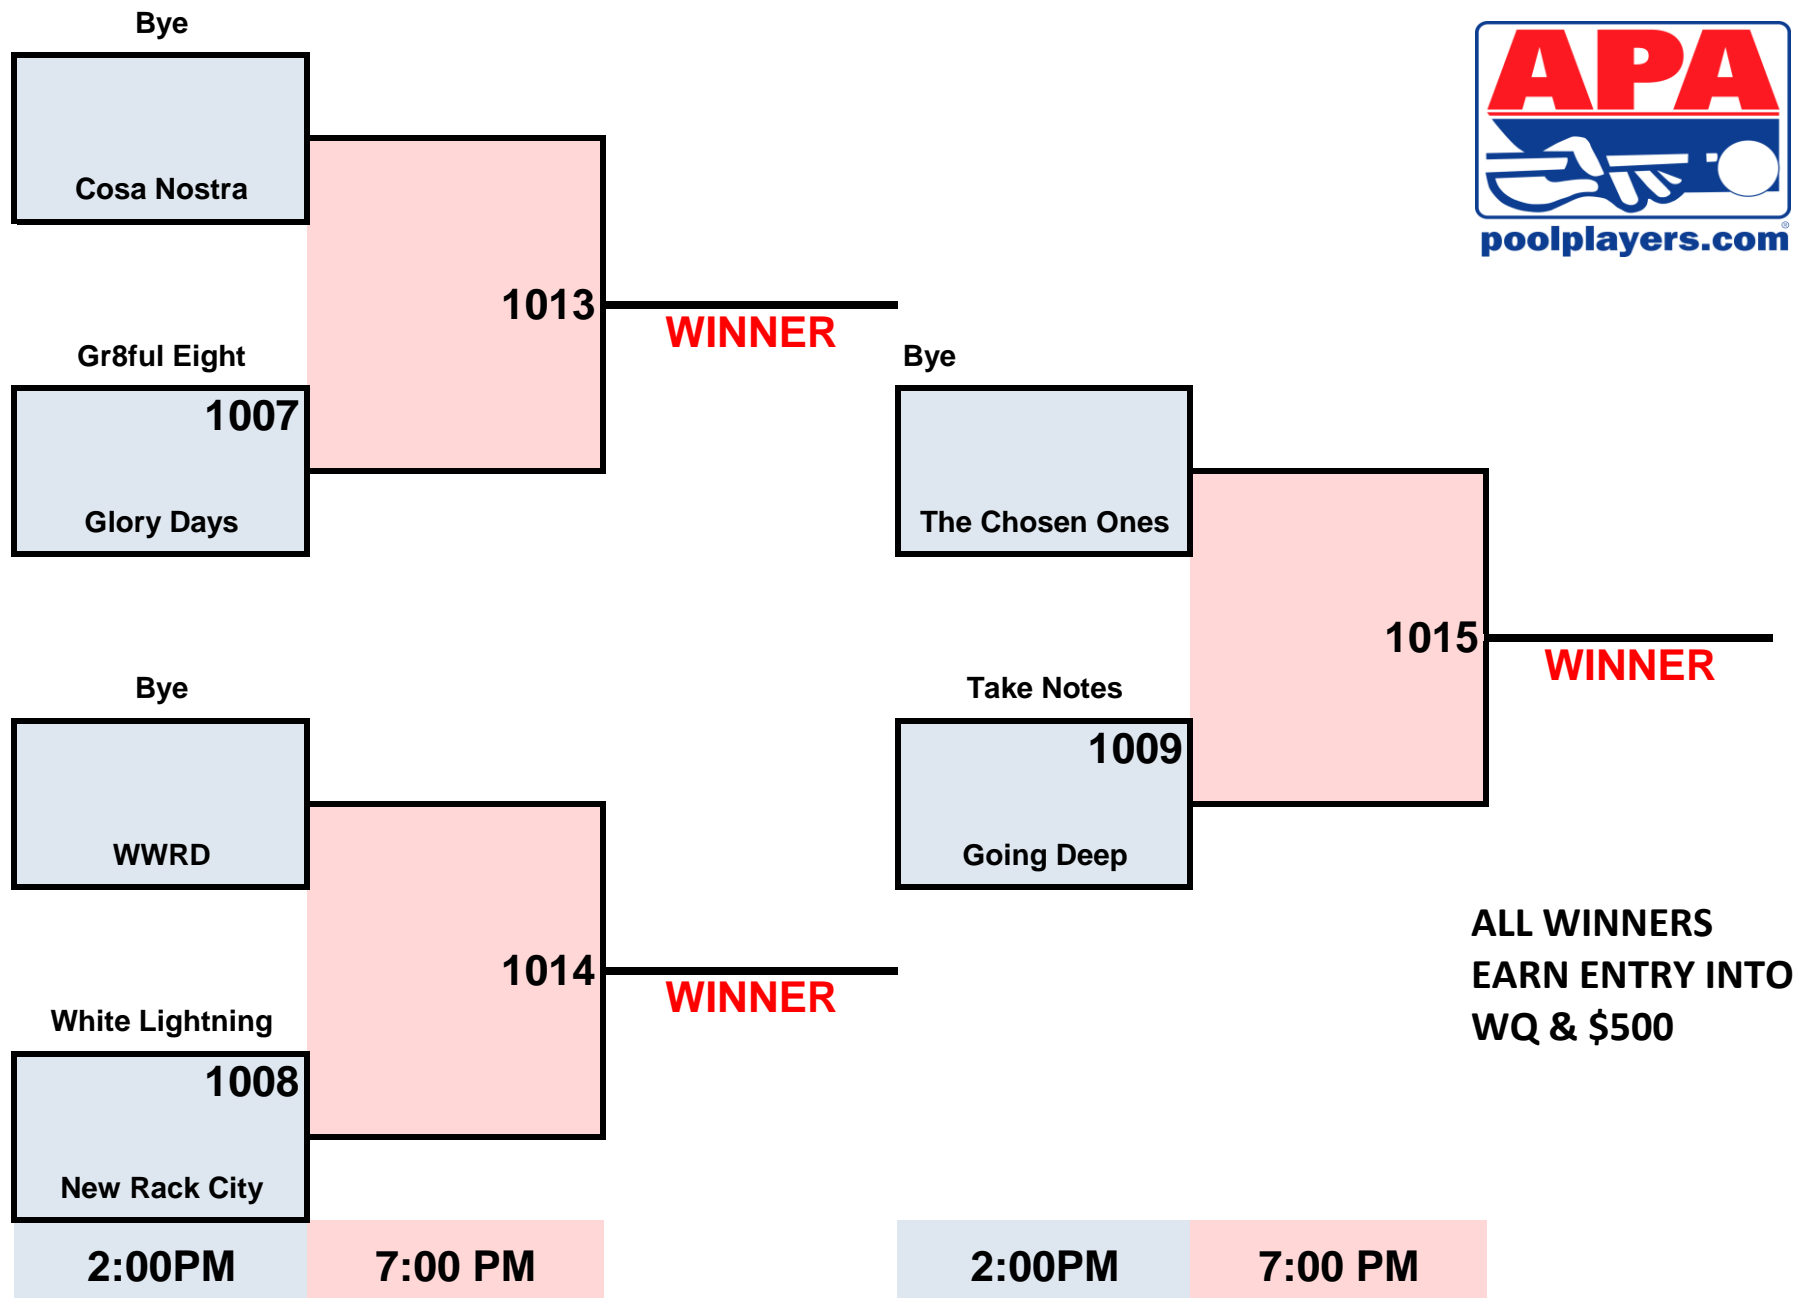 Bye
Cosa Nostra
1013
WINNER
Gr8ful Eight
1007
Glory Days
Bye
WWRD
1014
WINNER
White Lightning
1008
New Rack City
2:00PM
7:00 PM
APA
®
poolplayers.com
Bye
The Chosen Ones
1015
WINNER
Take Notes
1009
Going Deep
ALL WINNERS
EARN ENTRY INTO
WQ & $500
2:00PM
7:00 PM